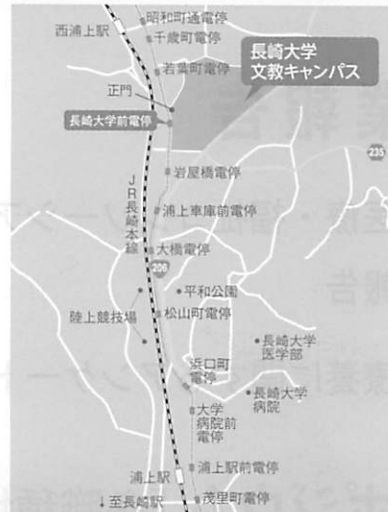 昭和町通電停
西浦上駅
千歳町電停
長崎大学
文教キャンパス
若葉町電停
正門
長崎大学前電停
235
岩屋橋電停
JR長崎本線
浦上車庫前電停
大橋電停
206
平和公園
陸上競技場
松山町電停
長崎大学
医学部
浜口町
電停
長崎大学
病院
大学
病院前
電停
浦上駅前電停
浦上駅
↓至長崎駅
茂里町電停